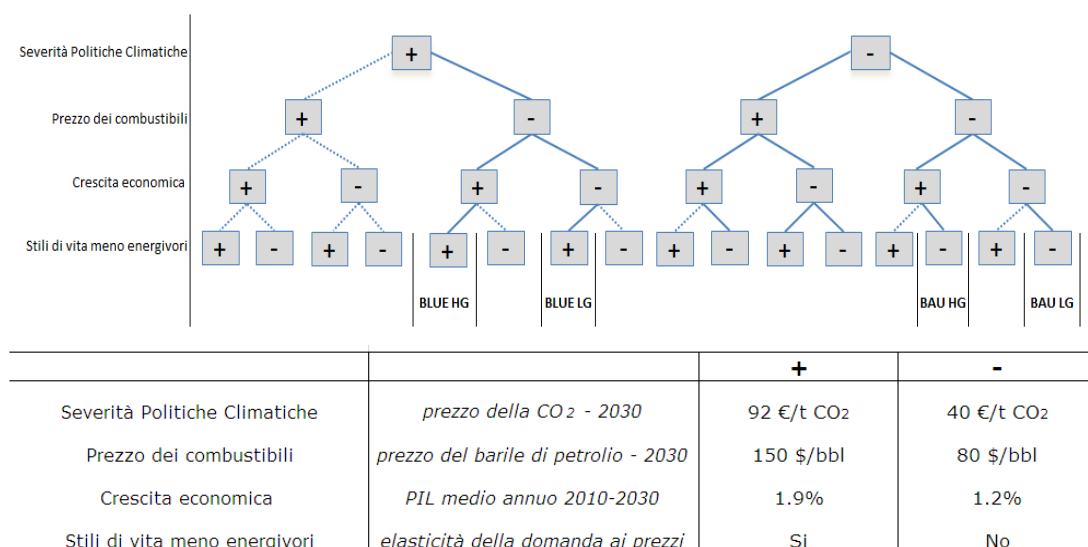 Severità Politiche Climatiche + -
Prezzo dei combustibili + - + -
Crescita economica + - + - + - + -
Stili di vita meno energivori + - + - + - + - + - + - + - + -
BLUE HG BLUE LG BAU HG BAU LG
+ -
Severità Politiche Climatiche prezzo della CO2 - 2030 92 €/t CO2 40 €/t CO2
Prezzo dei combustibili prezzo del barile di petrolio - 2030 150 $/bbl 80 $/bbl
Crescita economica PIL medio annuo 2010-2030 1.9% 1.2%
Stili di vita meno energivori elasticità della domanda ai prezzi Si No